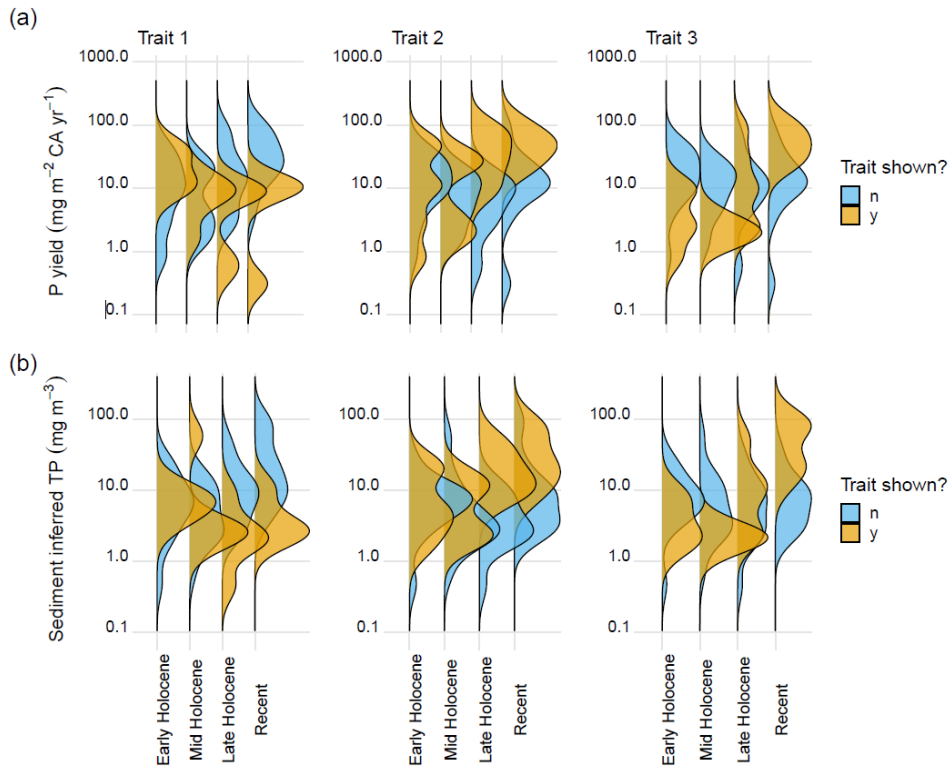 (a)
Trait 1
Trait 2
Trait 3
P yield (mg m⁻² CA yr⁻¹)
1000.0
100.0
10.0
1.0
0.1
1000.0
100.0
10.0
1.0
0.1
1000.0
100.0
10.0
1.0
0.1
Trait shown?
n
y
(b)
Sediment inferred TP (mg m⁻³)
100.0
10.0
1.0
0.1
100.0
10.0
1.0
0.1
100.0
10.0
1.0
0.1
Trait shown?
n
y
Early Holocene
Mid Holocene
Late Holocene
Recent
Early Holocene
Mid Holocene
Late Holocene
Recent
Early Holocene
Mid Holocene
Late Holocene
Recent